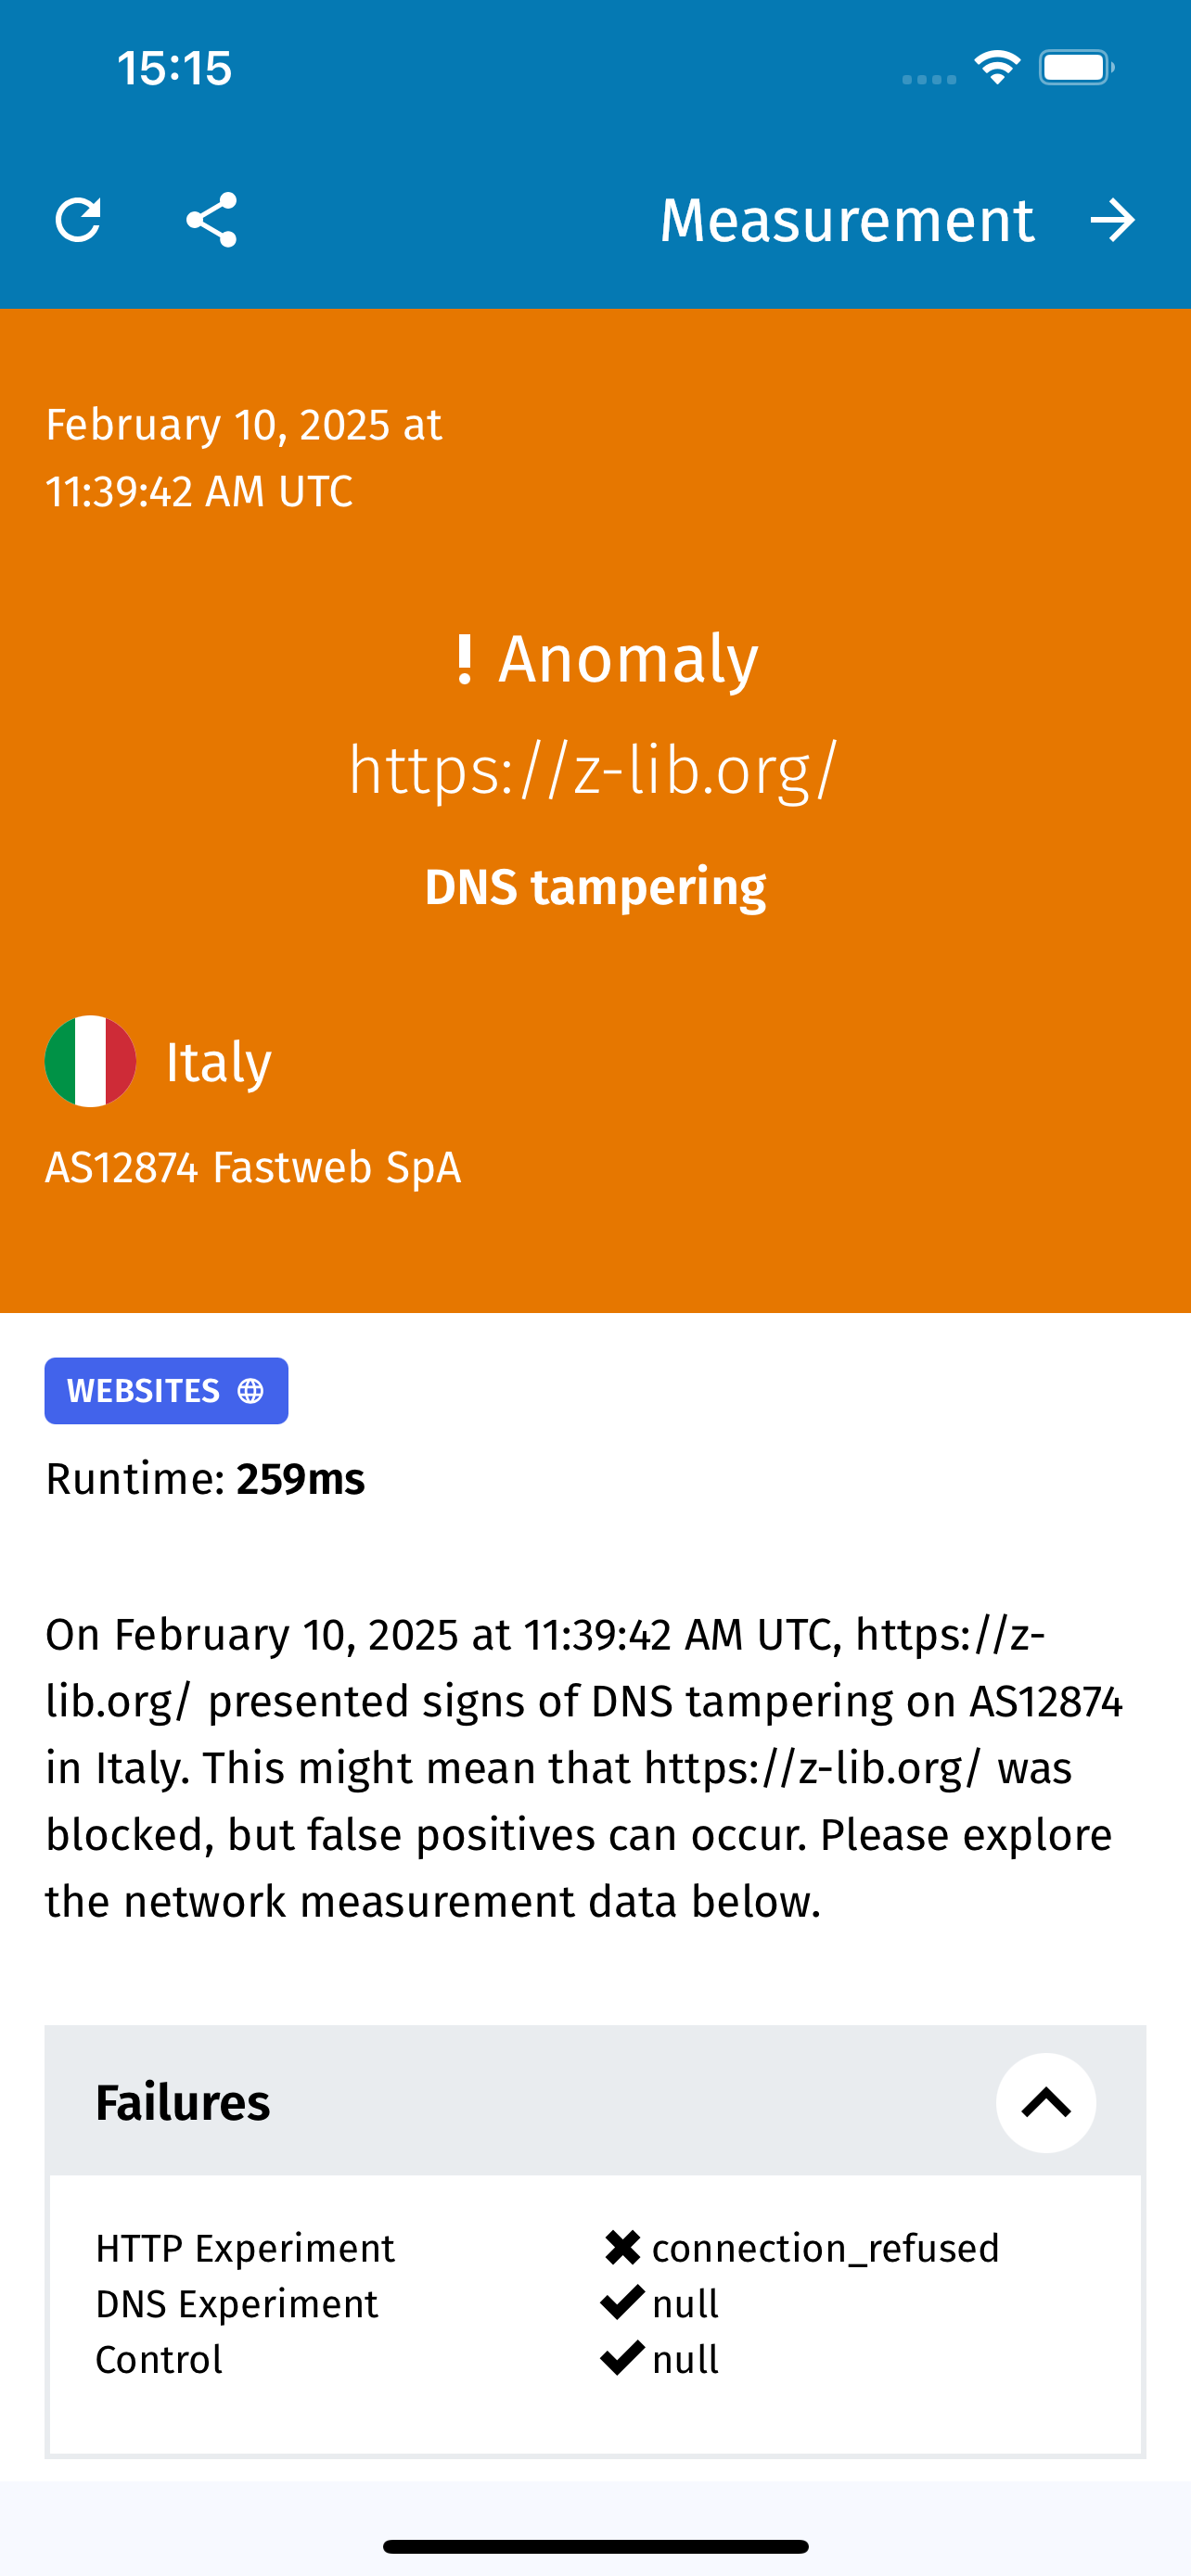 15:15
Measurement
February 10, 2025 at
11:39:42 AM UTC
! Anomaly
https://z-lib.org/
DNS tampering
Italy
AS12874 Fastweb SpA
WEBSITES
Runtime: 259ms
On February 10, 2025 at 11:39:42 AM UTC, https://z-
lib.org/ presented signs of DNS tampering on AS12874
in Italy. This might mean that https://z-lib.org/ was
blocked, but false positives can occur. Please explore
the network measurement data below.
Failures
HTTP Experiment connection_refused
DNS Experiment null
Control null